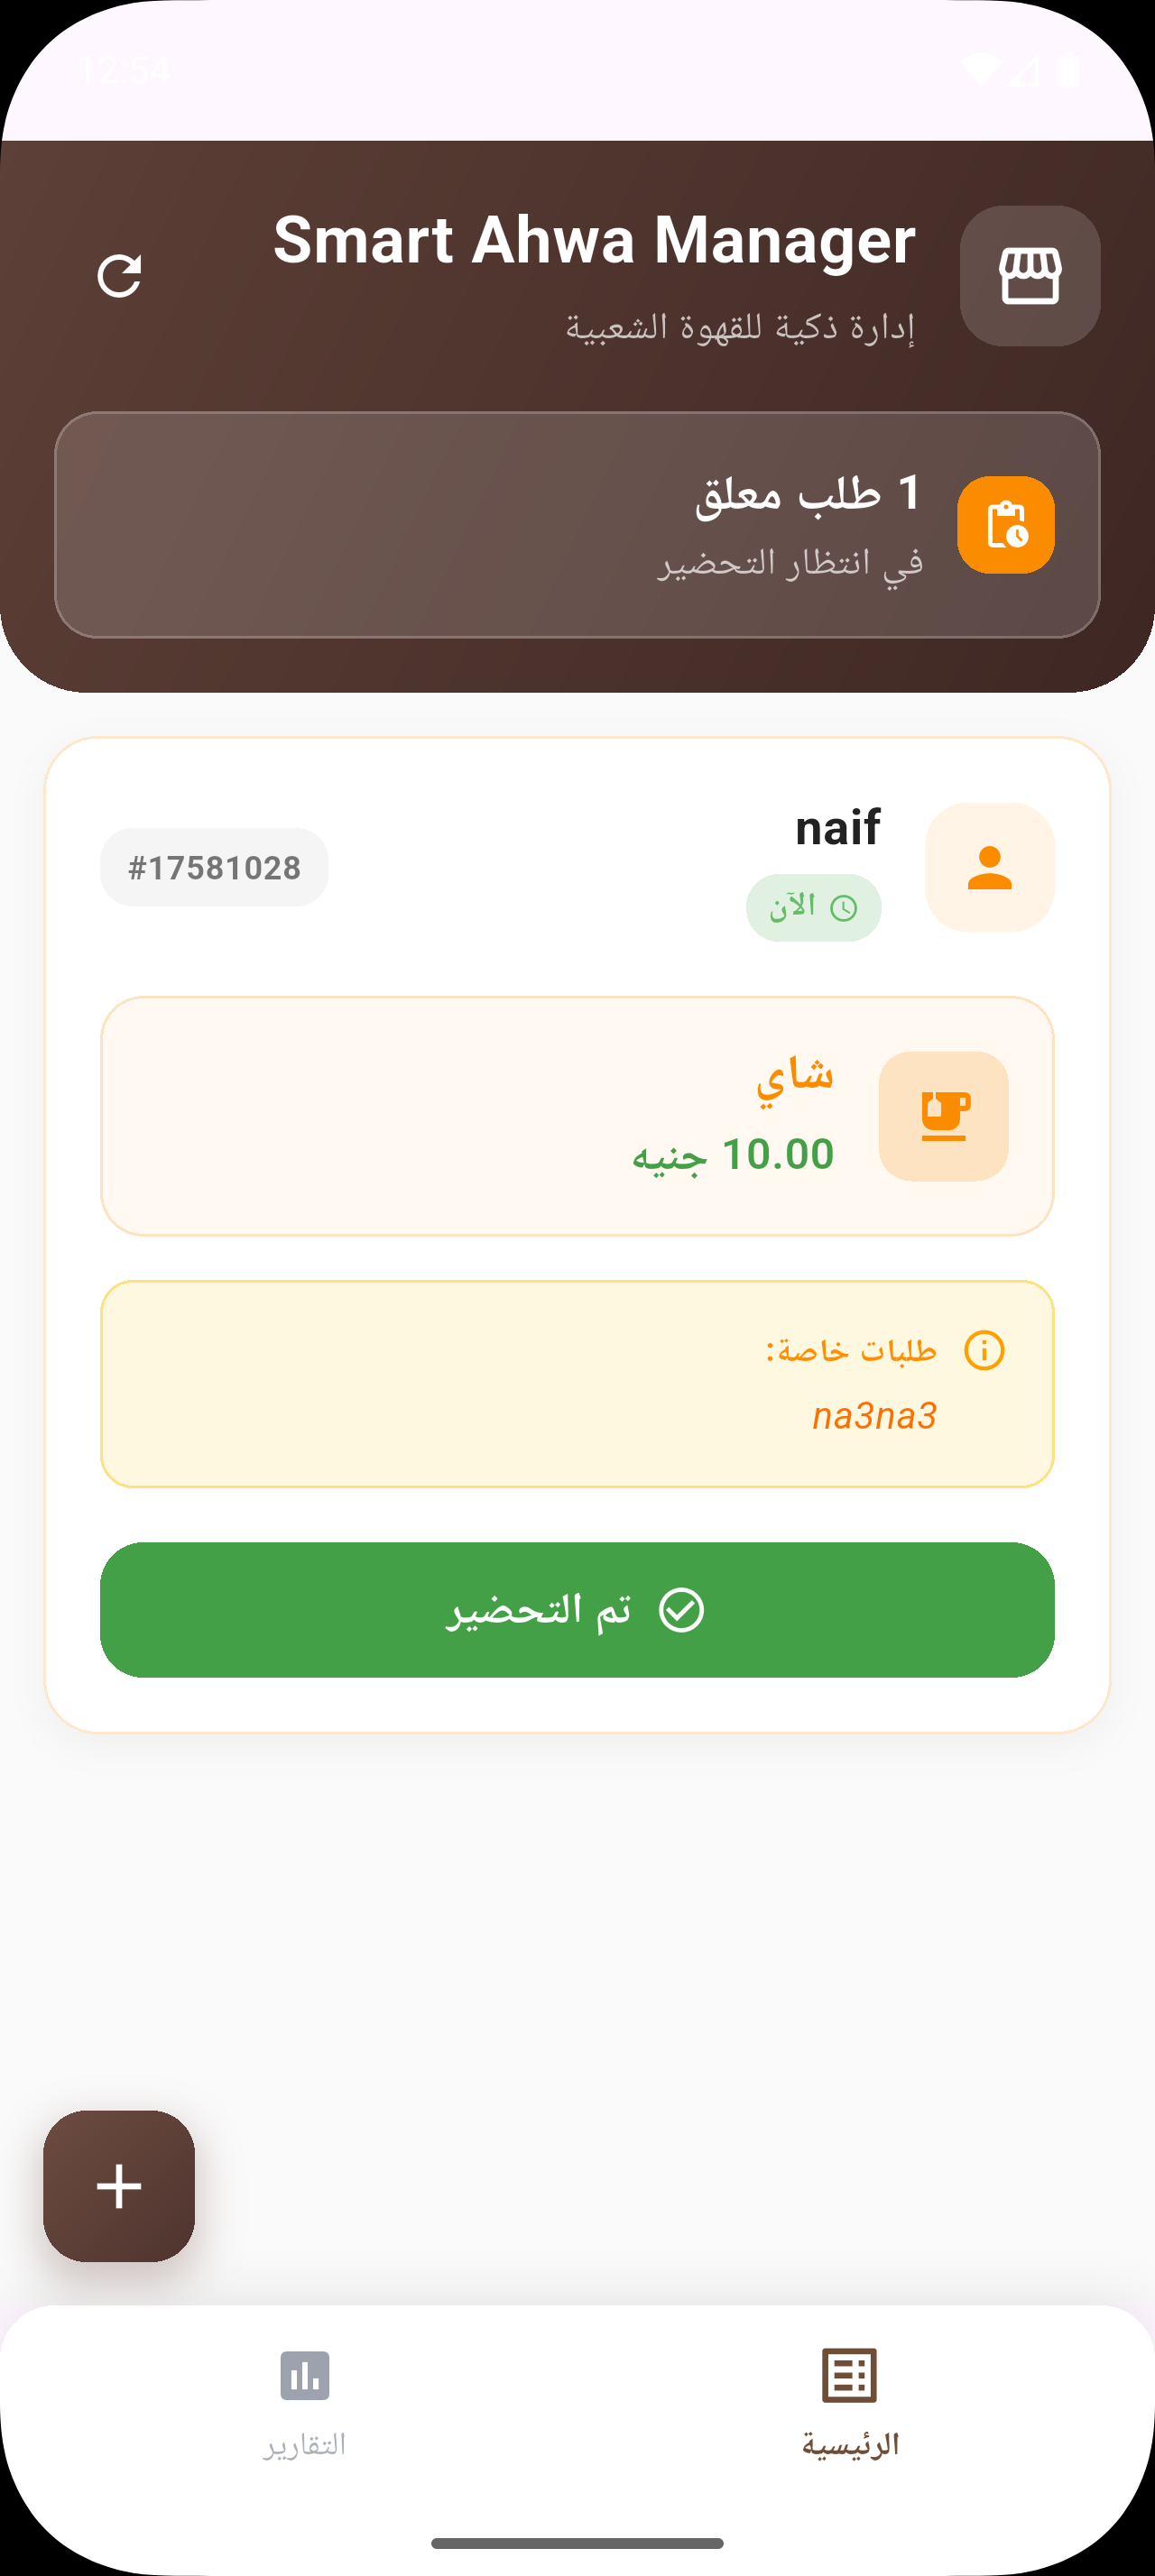 12:54
Smart Ahwa Manager
إدارة ذكية للقهوة الشعبية
1 طلب معلق
في انتظار التحضير
naif
الآن
#17581028
شاي
10.00 جنيه
طلبات خاصة:
na3na3
تم التحضير
الرئيسية
التقارير